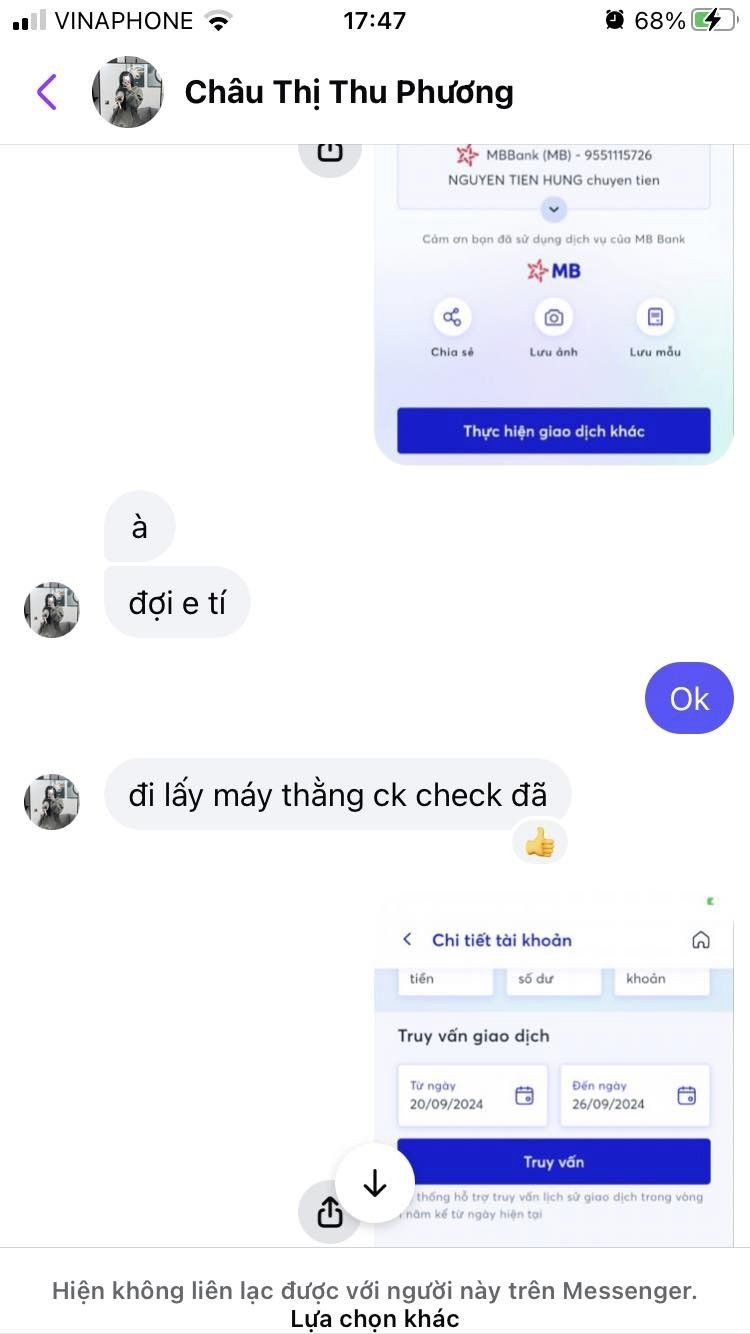 VINAPHONE 17:47 68%
Châu Thị Thu Phương
MBBank (MB) - 9551115726
NGUYEN TIEN HUNG chuyen tien
Cảm ơn bạn đã sử dụng dịch vụ của MB Bank
MB
Chia sẻ Lưu ảnh Lưu mẫu
Thực hiện giao dịch khác
à
đợi e tí
Ok
đi lấy máy thằng ck check đã
Chi tiết tài khoản
tiền số dư khoản
Truy vấn giao dịch
Từ ngày Đến ngày
20/09/2024 26/09/2024
Truy vấn
thống hỗ trợ truy vấn lịch sử giao dịch trong vòng
năm kể từ ngày hiện tại
Hiện không liên lạc được với người này trên Messenger.
Lựa chọn khác